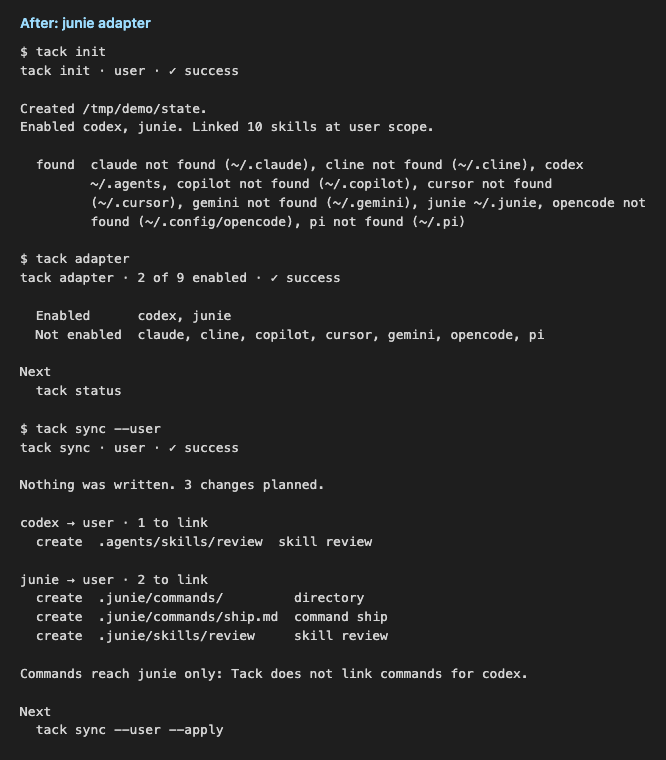 After: junie adapter
$ tack init
tack init · user · ✓ success
Created /tmp/demo/state.
Enabled codex, junie. Linked 10 skills at user scope.
found  claude not found (~/.claude), cline not found (~/.cline), codex
~/.agents, copilot not found (~/.copilot), cursor not found
(~/.cursor), gemini not found (~/.gemini), junie ~/.junie, opencode not
found (~/.config/opencode), pi not found (~/.pi)
$ tack adapter
tack adapter · 2 of 9 enabled · ✓ success
Enabled      codex, junie
Not enabled  claude, cline, copilot, cursor, gemini, opencode, pi
Next
tack status
$ tack sync --user
tack sync · user · ✓ success
Nothing was written. 3 changes planned.
codex → user · 1 to link
create  .agents/skills/review  skill review
junie → user · 2 to link
create  .junie/commands/         directory
create  .junie/commands/ship.md  command ship
create  .junie/skills/review     skill review
Commands reach junie only: Tack does not link commands for codex.
Next
tack sync --user --apply